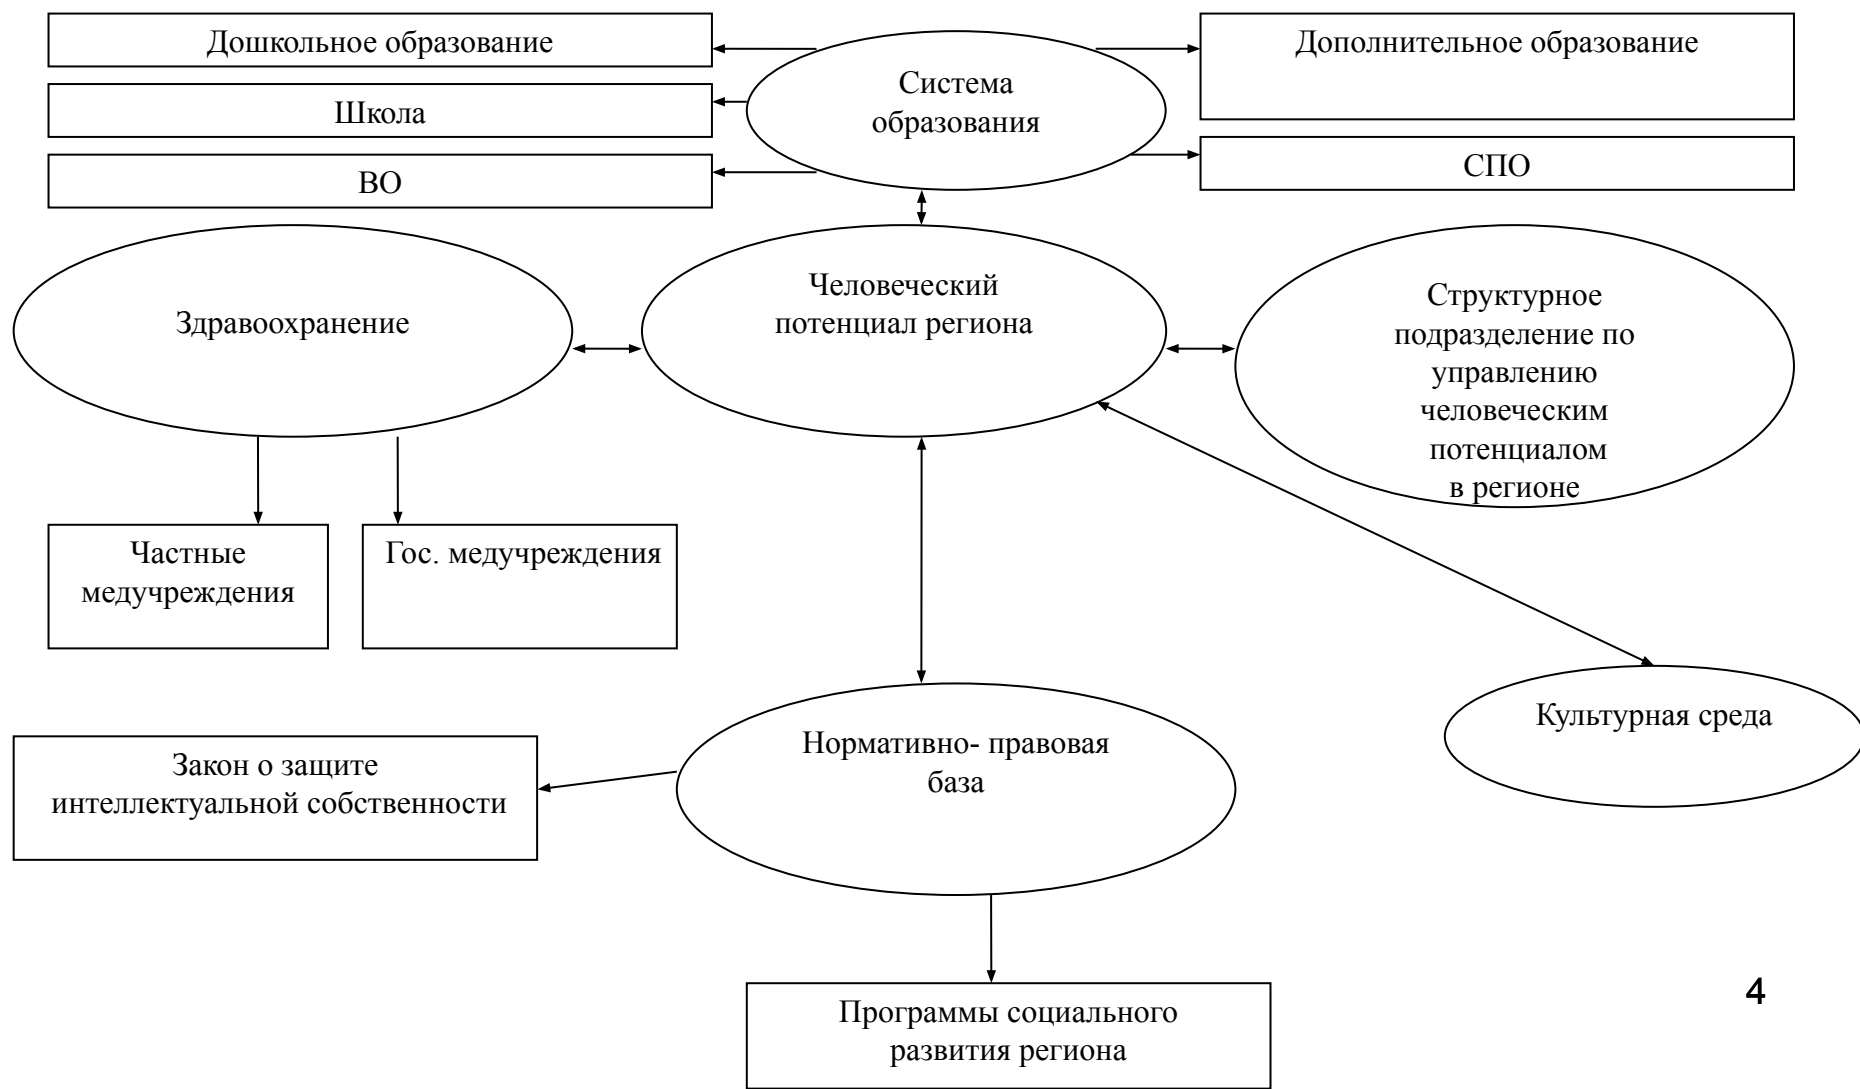 Дошкольное образование
Дополнительное образование
Система
образования
Школа
ВО
СПО
Здравоохранение
Человеческий
потенциал региона
Структурное
подразделение по
управлению
человеческим
потенциалом
в регионе
Частные
медучреждения
Гос. медучреждения
Культурная среда
Нормативно- правовая
база
Закон о защите
интеллектуальной собственности
Программы социального
развития региона
4